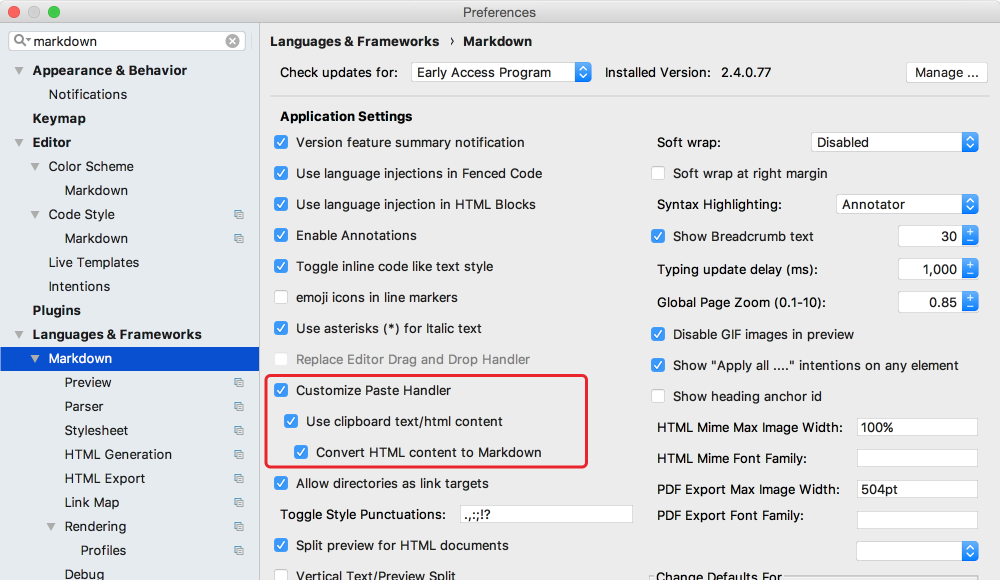 Preferences
markdown
Appearance & Behavior
Notifications
Keymap
Editor
Color Scheme
Markdown
Code Style
Markdown
Live Templates
Intentions
Plugins
Languages & Frameworks
Markdown
Preview
Parser
Stylesheet
HTML Generation
HTML Export
Link Map
Rendering
Profiles
Debug
Languages & Frameworks › Markdown
Check updates for: Early Access Program Installed Version: 2.4.0.77 Manage ...
Application Settings
Version feature summary notification
Use language injections in Fenced Code
Use language injection in HTML Blocks
Enable Annotations
Toggle inline code like text style
emoji icons in line markers
Use asterisks (*) for Italic text
Replace Editor Drag and Drop Handler
Customize Paste Handler
Use clipboard text/html content
Convert HTML content to Markdown
Allow directories as link targets
Toggle Style Punctuations: .,:;!?
Split preview for HTML documents
Vertical Text/Preview Split
Soft wrap: Disabled
Soft wrap at right margin
Syntax Highlighting: Annotator
Show Breadcrumb text 30
Typing update delay (ms): 1,000
Global Page Zoom (0.1-10): 0.85
Disable GIF images in preview
Show "Apply all ...." intentions on any element
Show heading anchor id
HTML Mime Max Image Width: 100%
HTML Mime Font Family:
PDF Export Max Image Width: 504pt
PDF Export Font Family:
Change Defaults For